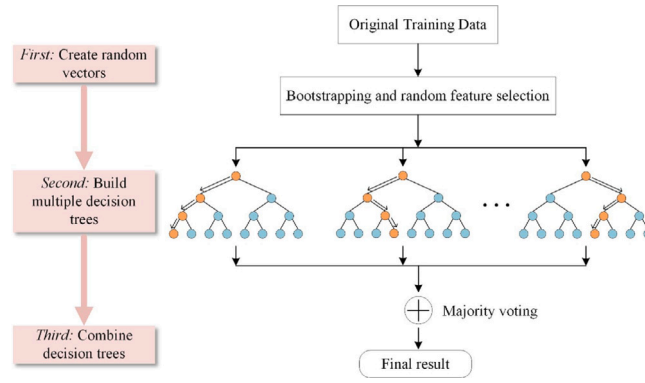 Original Training Data
First: Create random
vectors
Bootstrapping and random feature selection
Second: Build
multiple decision
trees
Majority voting
Third: Combine
decision trees
Final result